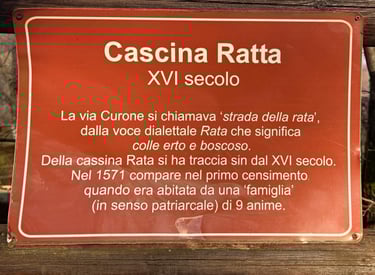 Cascina Ratta
XVI secolo
La via Curone si chiamava ‘strada della rata’,
dalla voce dialettale Rata che significa
colle erto e boscoso.
Della cassina Rata si ha traccia sin dal XVI secolo.
Nel 1571 compare nel primo censimento
quando era abitata da una ‘famiglia’
(in senso patriarcale) di 9 anime.